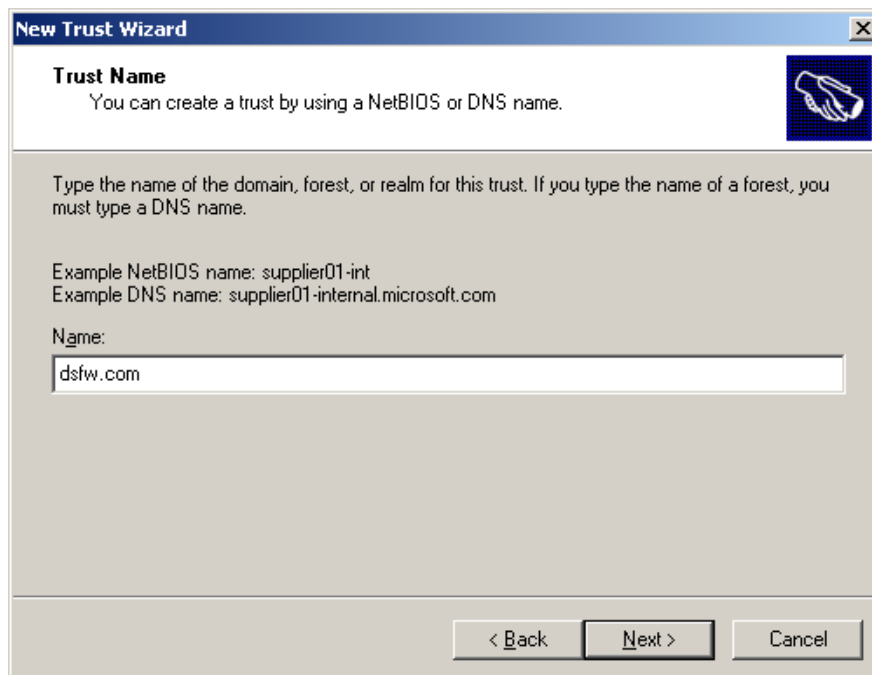 New Trust Wizard
Trust Name
You can create a trust by using a NetBIOS or DNS name.
Type the name of the domain, forest, or realm for this trust. If you type the name of a forest, you
must type a DNS name.
Example NetBIOS name: supplier01-int
Example DNS name: supplier01-internal.microsoft.com
Name:
dsfw.com
< Back Next > Cancel